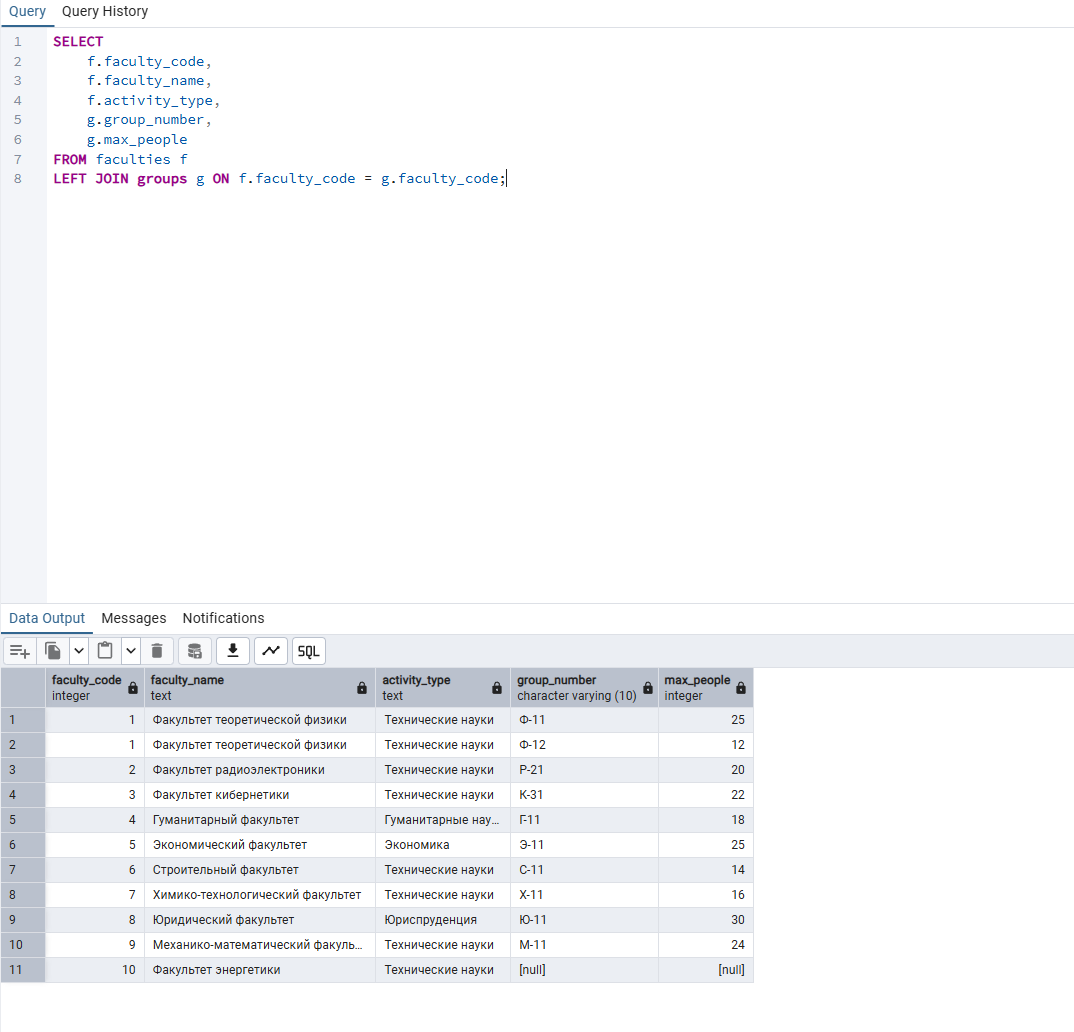 Query Query History
1 SELECT
2 f.faculty_code,
3 f.faculty_name,
4 f.activity_type,
5 g.group_number,
6 g.max_people
7 FROM faculties f
8 LEFT JOIN groups g ON f.faculty_code = g.faculty_code;
Data Output Messages Notifications
SQL
faculty_code faculty_name activity_type group_number max_people
integer text text character varying (10) integer
1 1 Факультет теоретической физики Технические науки Ф-11 25
2 1 Факультет теоретической физики Технические науки Ф-12 12
3 2 Факультет радиоэлектроники Технические науки Р-21 20
4 3 Факультет кибернетики Технические науки К-31 22
5 4 Гуманитарный факультет Гуманитарные нау... Г-11 18
6 5 Экономический факультет Экономика Э-11 25
7 6 Строительный факультет Технические науки С-11 14
8 7 Химико-технологический факультет Технические науки Х-11 16
9 8 Юридический факультет Юриспруденция Ю-11 30
10 9 Механико-математический факуль... Технические науки М-11 24
11 10 Факультет энергетики Технические науки [null] [null]